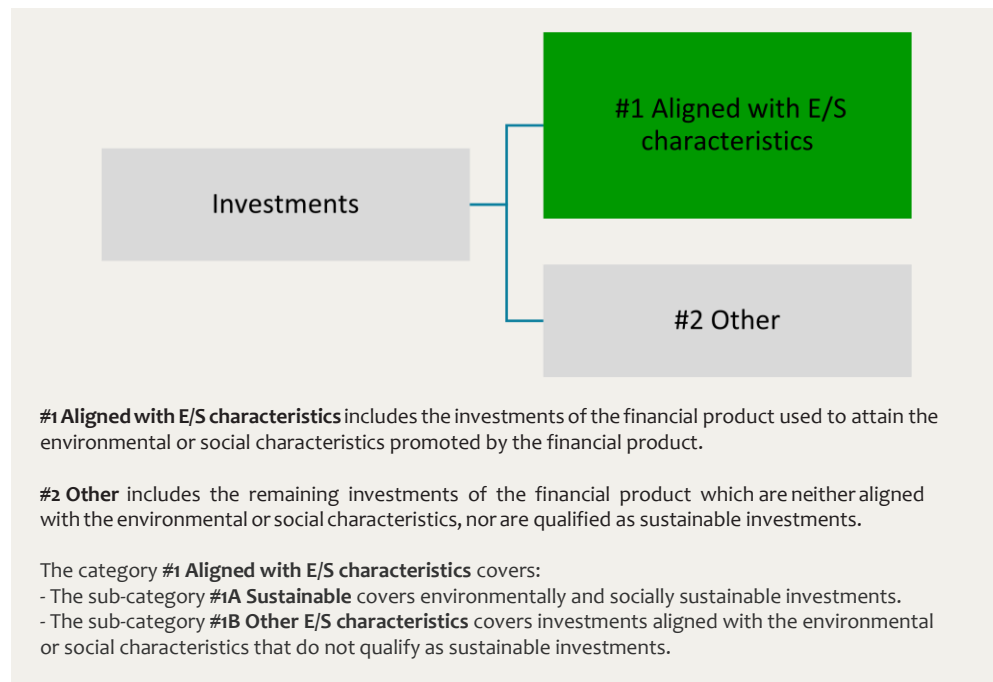 #1 Aligned with E/S
characteristics
Investments
#2 Other
#1 Aligned with E/S characteristics includes the investments of the financial product used to attain the
environmental or social characteristics promoted by the financial product.
#2 Other includes the remaining investments of the financial product which are neither aligned
with the environmental or social characteristics, nor are qualified as sustainable investments.
The category #1 Aligned with E/S characteristics covers:
- The sub-category #1A Sustainable covers environmentally and socially sustainable investments.
- The sub-category #1B Other E/S characteristics covers investments aligned with the environmental
or social characteristics that do not qualify as sustainable investments.